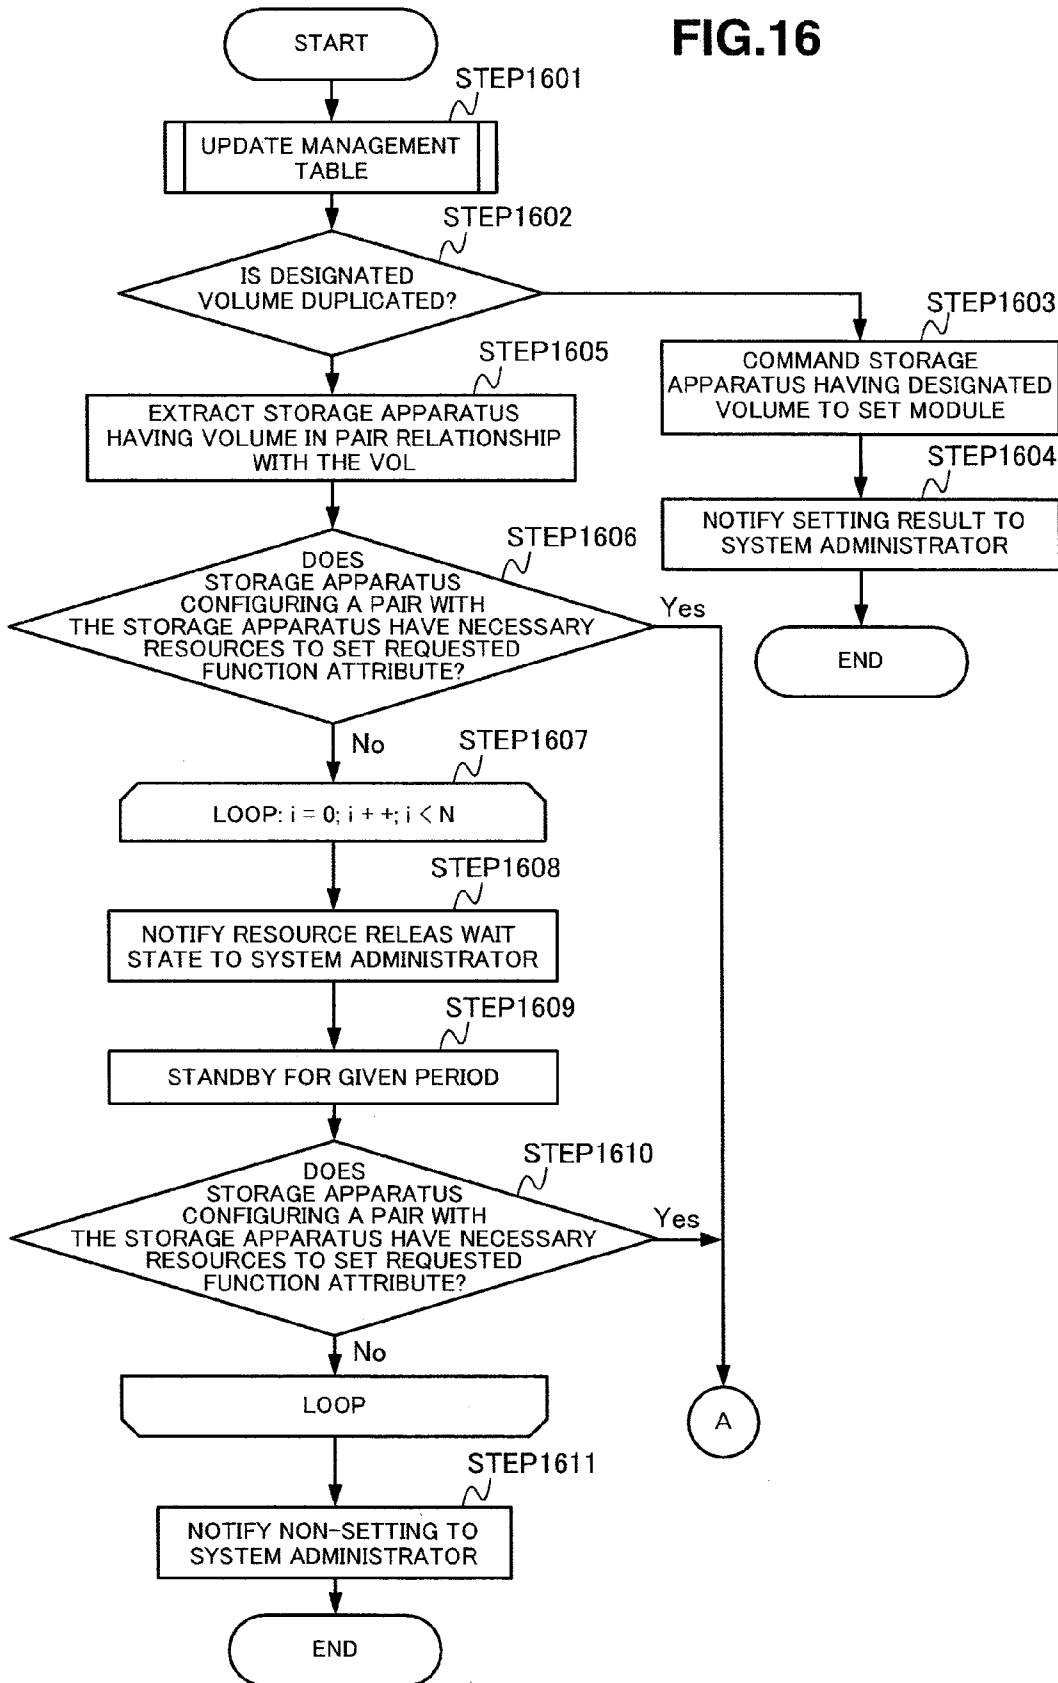 FIG.16
START
STEP1601
UPDATE MANAGEMENT
TABLE
STEP1602
IS DESIGNATED
VOLUME DUPLICATED?
STEP1603
COMMAND STORAGE
APPARATUS HAVING DESIGNATED
VOLUME TO SET MODULE
STEP1604
NOTIFY SETTING RESULT TO
SYSTEM ADMINISTRATOR
END
STEP1605
EXTRACT STORAGE APPARATUS
HAVING VOLUME IN PAIR RELATIONSHIP
WITH THE VOL
STEP1606
DOES
STORAGE APPARATUS
CONFIGURING A PAIR WITH
THE STORAGE APPARATUS HAVE NECESSARY
RESOURCES TO SET REQUESTED
FUNCTION ATTRIBUTE?
Yes
No
STEP1607
LOOP: i = 0; i + +; i < N
STEP1608
NOTIFY RESOURCE RELEAS WAIT
STATE TO SYSTEM ADMINISTRATOR
STEP1609
STANDBY FOR GIVEN PERIOD
STEP1610
DOES
STORAGE APPARATUS
CONFIGURING A PAIR WITH
THE STORAGE APPARATUS HAVE NECESSARY
RESOURCES TO SET REQUESTED
FUNCTION ATTRIBUTE?
Yes
No
LOOP
A
STEP1611
NOTIFY NON-SETTING TO
SYSTEM ADMINISTRATOR
END